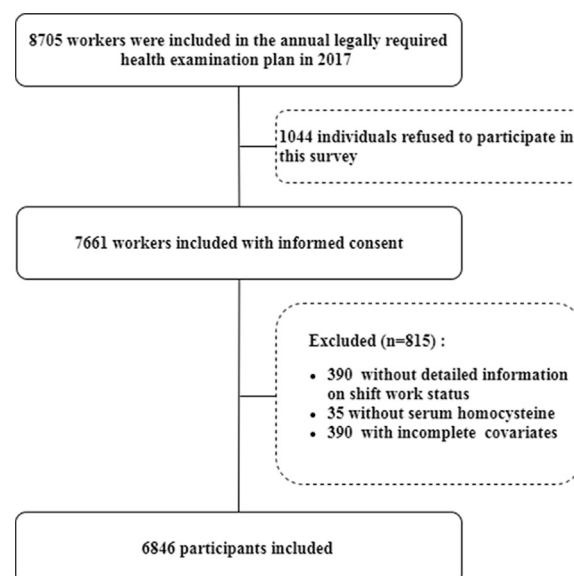 8705 workers were included in the annual legally required
health examination plan in 2017
1044 individuals refused to participate in
this survey
7661 workers included with informed consent
Excluded (n=815) :
• 390 without detailed information
on shift work status
• 35 without serum homocysteine
• 390 with incomplete covariates
6846 participants included